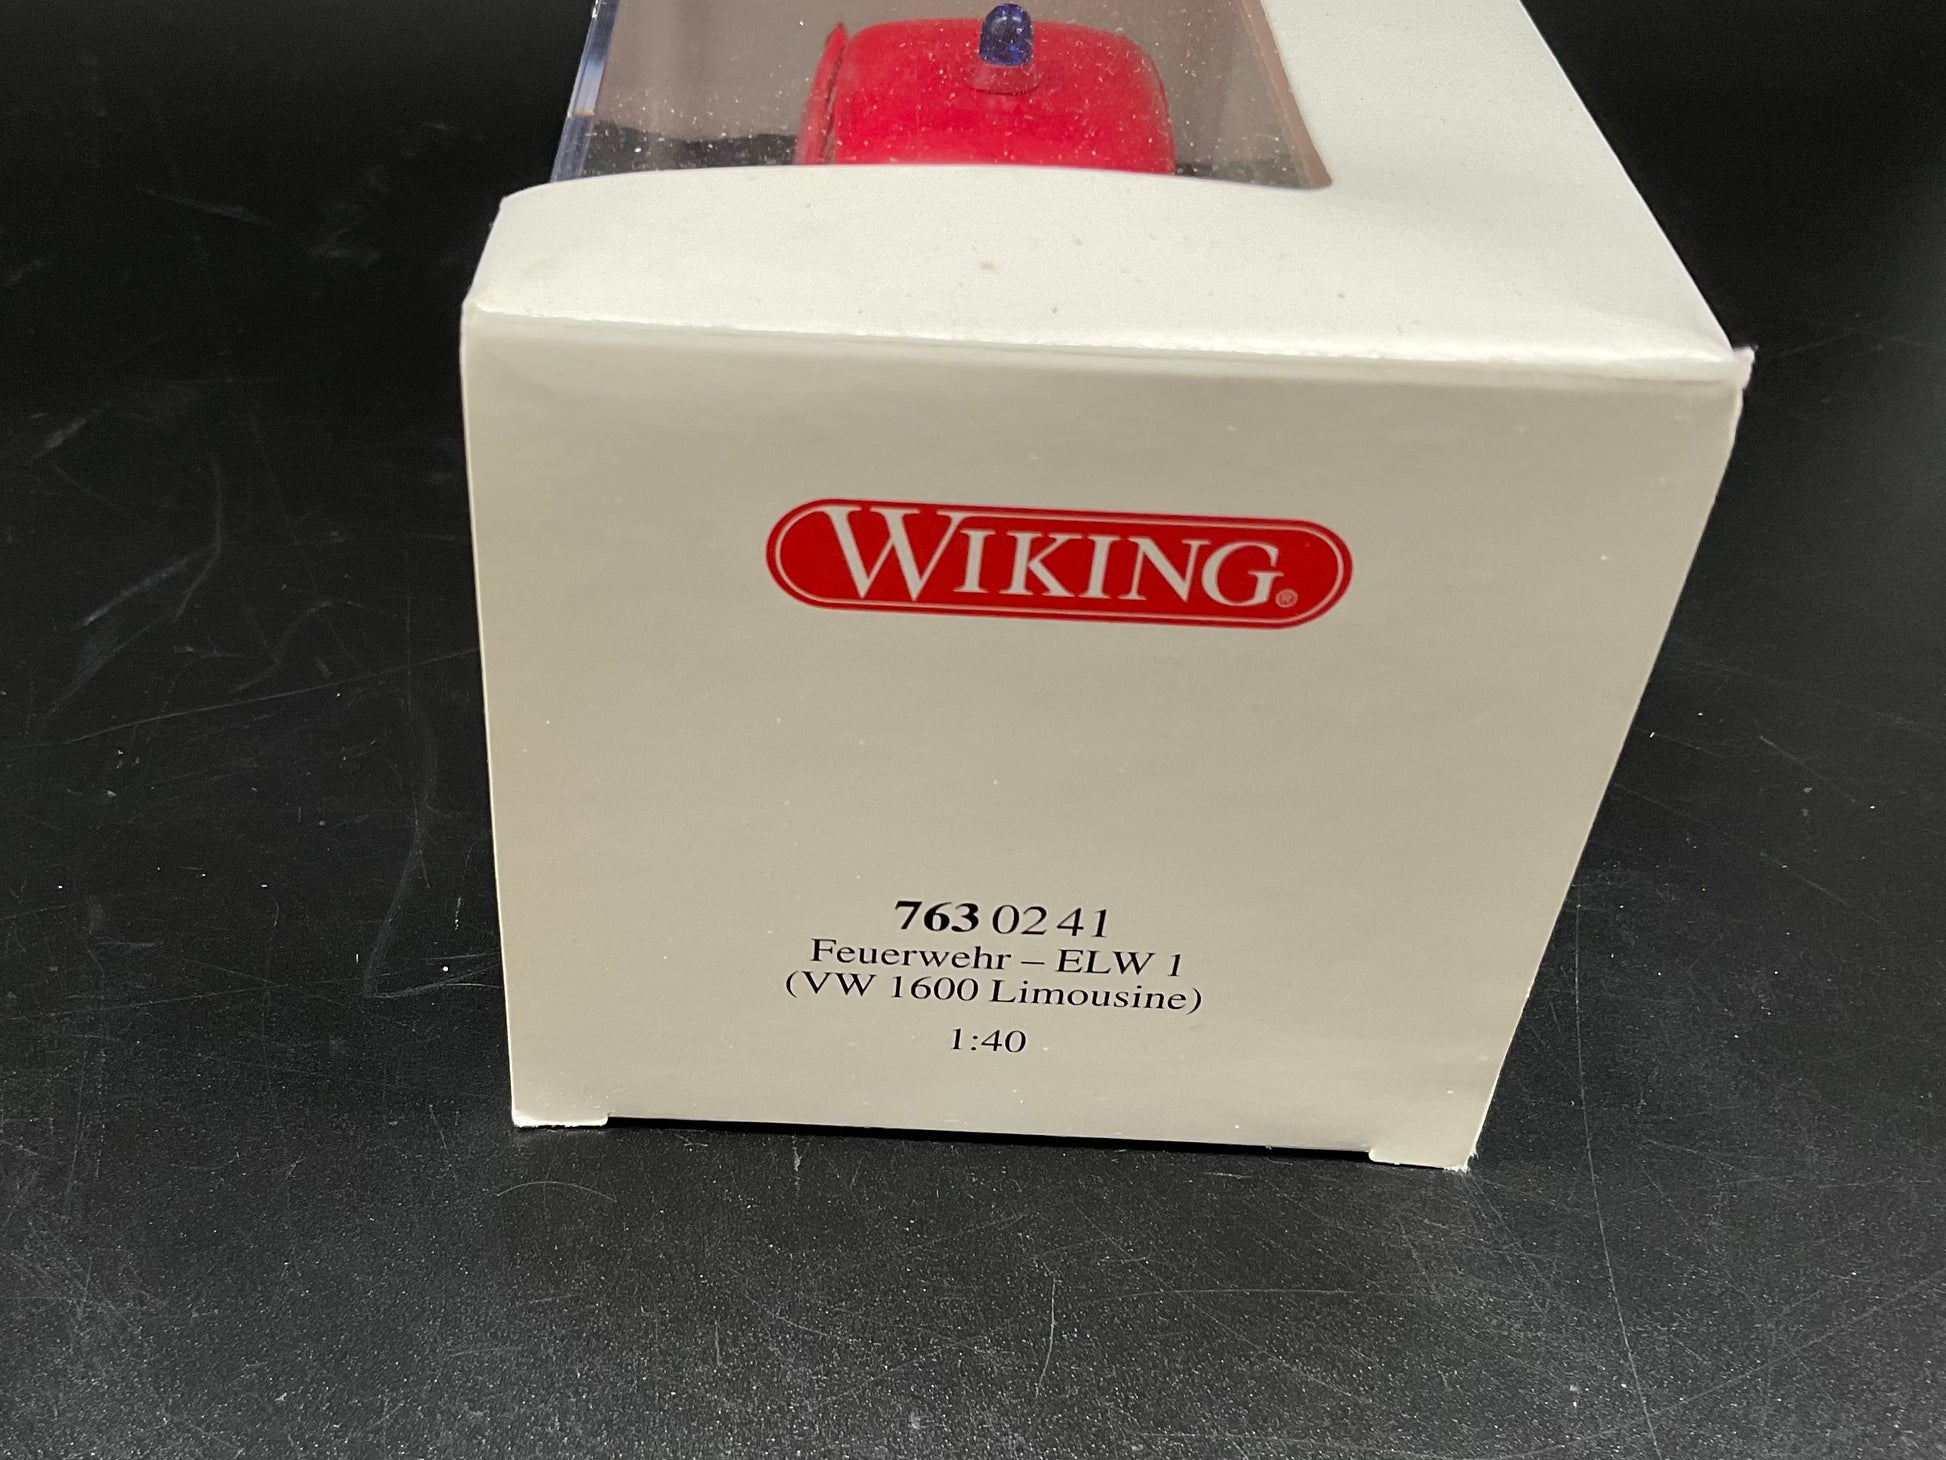 WIKING®
763 02 41
Feuerwehr – ELW 1
(VW 1600 Limousine)
1:40